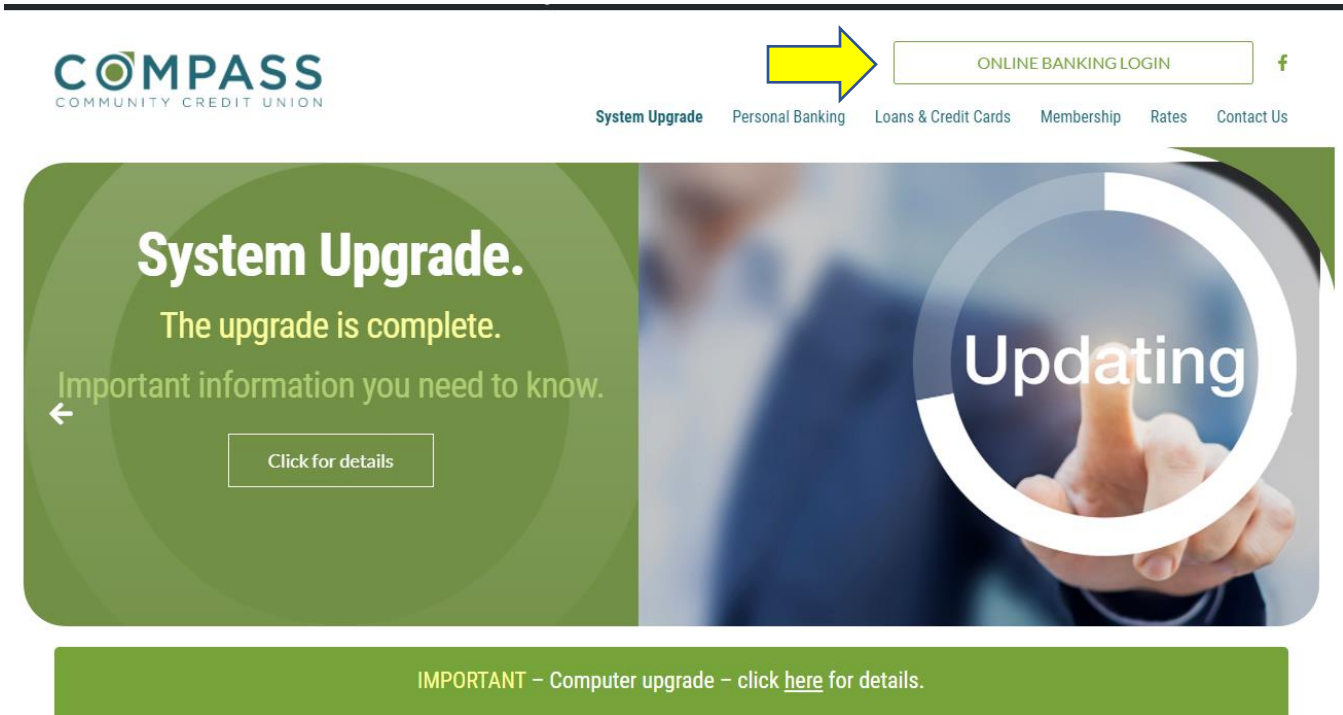 COMPASS
COMMUNITY CREDIT UNION
ONLINE BANKING LOGIN
f
System Upgrade Personal Banking Loans & Credit Cards Membership Rates Contact Us
System Upgrade.
The upgrade is complete.
Important information you need to know.
Click for details
Updating
IMPORTANT – Computer upgrade – click here for details.